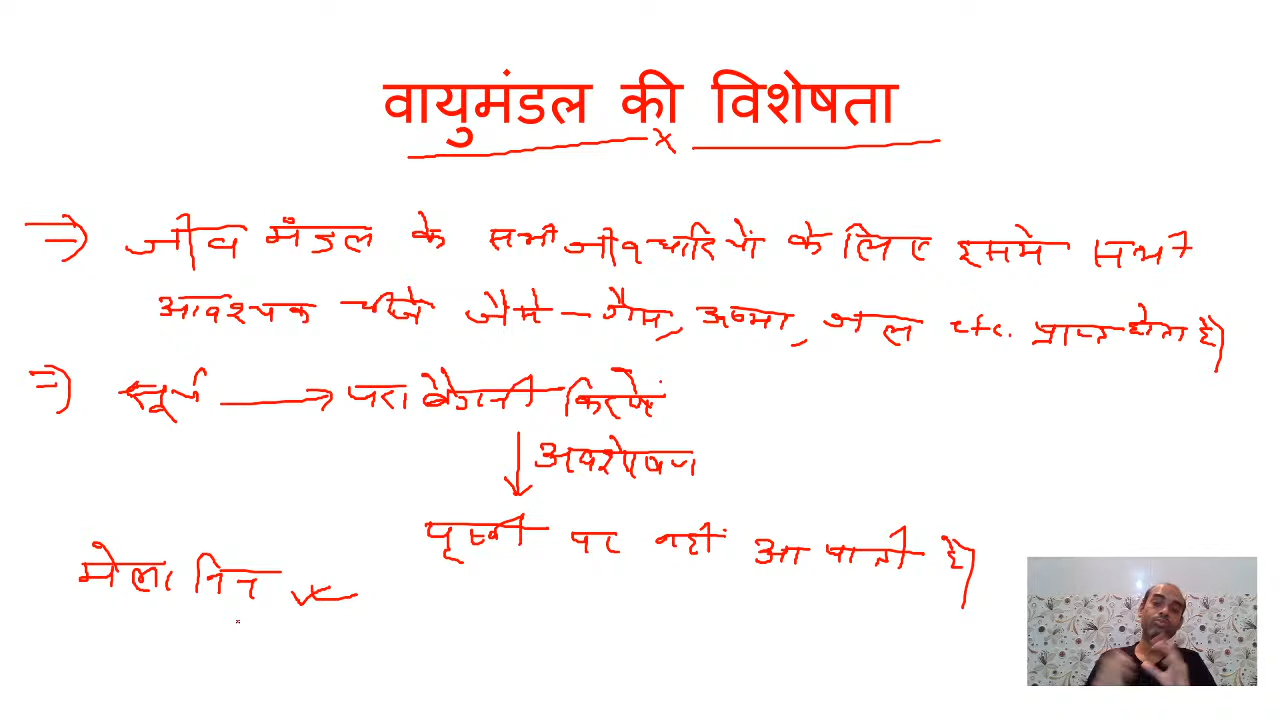 वायुमंडल की विशेषता
⇒ जीव मंडल के सभी जीवधारियों के लिए इसमे सभी
आवश्यक चीजे जैसे – गैस, ऊष्मा, जल etc. प्राप्त होता है।
⇒ सूर्य ⟶ पराबैगनी किरणें
↓ अवशोषण
पृथ्वी पर नहीं आ पाती है।
मेलानिन